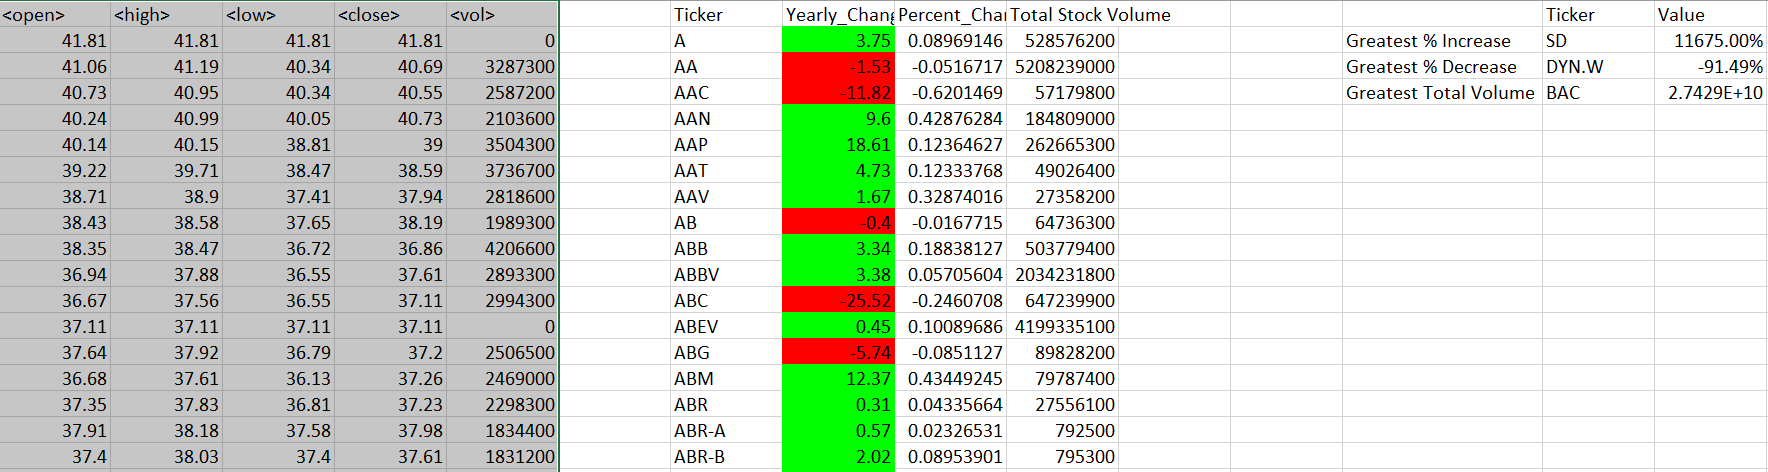 <open> <high> <low> <close> <vol> Ticker Yearly_Chang Percent_Cha Total Stock Volume Ticker Value
41.81 41.81 41.81 41.81 0 A 3.75 0.08969146 528576200 Greatest % Increase SD 11675.00%
41.06 41.19 40.34 40.69 3287300 AA -1.53 -0.0516717 5208239000 Greatest % Decrease DYN.W -91.49%
40.73 40.95 40.34 40.55 2587200 AAC -11.82 -0.6201469 57179800 Greatest Total Volume BAC 2.7429E+10
40.24 40.99 40.05 40.73 2103600 AAN 9.6 0.42876284 184809000
40.14 40.15 38.81 39 3504300 AAP 18.61 0.12364627 262665300
39.22 39.71 38.47 38.59 3736700 AAT 4.73 0.12333768 49026400
38.71 38.9 37.41 37.94 2818600 AAV 1.67 0.32874016 27358200
38.43 38.58 37.65 38.19 1989300 AB -0.4 -0.0167715 64736300
38.35 38.47 36.72 36.86 4206600 ABB 3.34 0.18838127 503779400
36.94 37.88 36.55 37.61 2893300 ABBV 3.38 0.05705604 2034231800
36.67 37.56 36.55 37.11 2994300 ABC -25.52 -0.2460708 647239900
37.11 37.11 37.11 37.11 0 ABEV 0.45 0.10089686 4199335100
37.64 37.92 36.79 37.2 2506500 ABG -5.74 -0.0851127 89828200
36.68 37.61 36.13 37.26 2469000 ABM 12.37 0.43449245 79787400
37.35 37.83 36.81 37.23 2298300 ABR 0.31 0.04335664 27556100
37.91 38.18 37.58 37.98 1834400 ABR-A 0.57 0.02326531 792500
37.4 38.03 37.4 37.61 1831200 ABR-B 2.02 0.08953901 795300